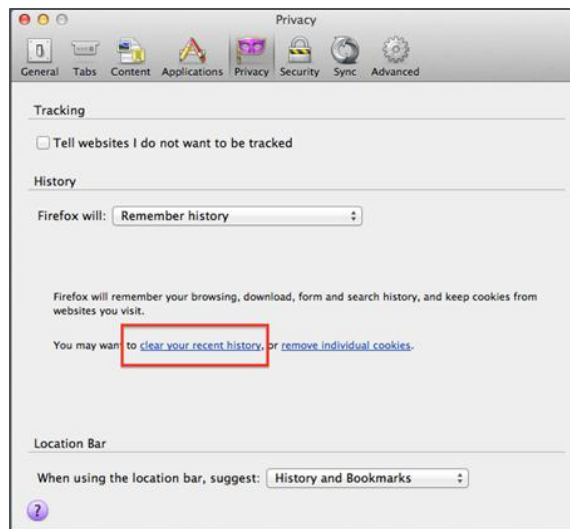 Privacy
General Tabs Content Applications Privacy Security Sync Advanced
Tracking
Tell websites I do not want to be tracked
History
Firefox will: Remember history
Firefox will remember your browsing, download, form and search history, and keep cookies from
websites you visit.
You may want to clear your recent history, or remove individual cookies.
Location Bar
When using the location bar, suggest: History and Bookmarks
?